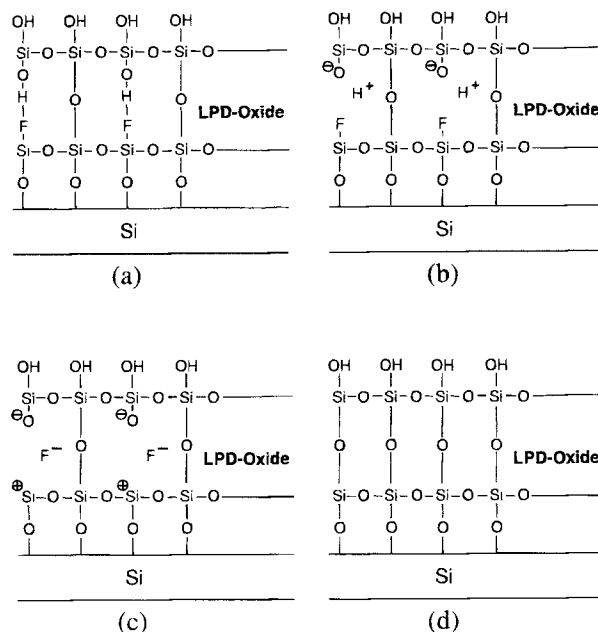 OH OH OH OH
Si—O—Si—O—Si—O—Si—O
O O
H O H O LPD-Oxide
F F
Si—O—Si—O—Si—O—Si—O
O O O O
Si
(a)
OH OH OH OH
Si—O—Si—O—Si—O—Si—O
⊖ O ⊖ O
H+ O H+ O
F F LPD-Oxide
Si—O—Si—O—Si—O—Si—O
O O O O
Si
(b)
OH OH OH OH
Si—O—Si—O—Si—O—Si—O
⊖ O ⊖ O
F− O F− O LPD-Oxide
⊕ ⊕
Si—O—Si—O—Si—O—Si—O
O O O O
Si
(c)
OH OH OH OH
Si—O—Si—O—Si—O—Si—O
O O O O LPD-Oxide
Si—O—Si—O—Si—O—Si—O
O O O O
Si
(d)